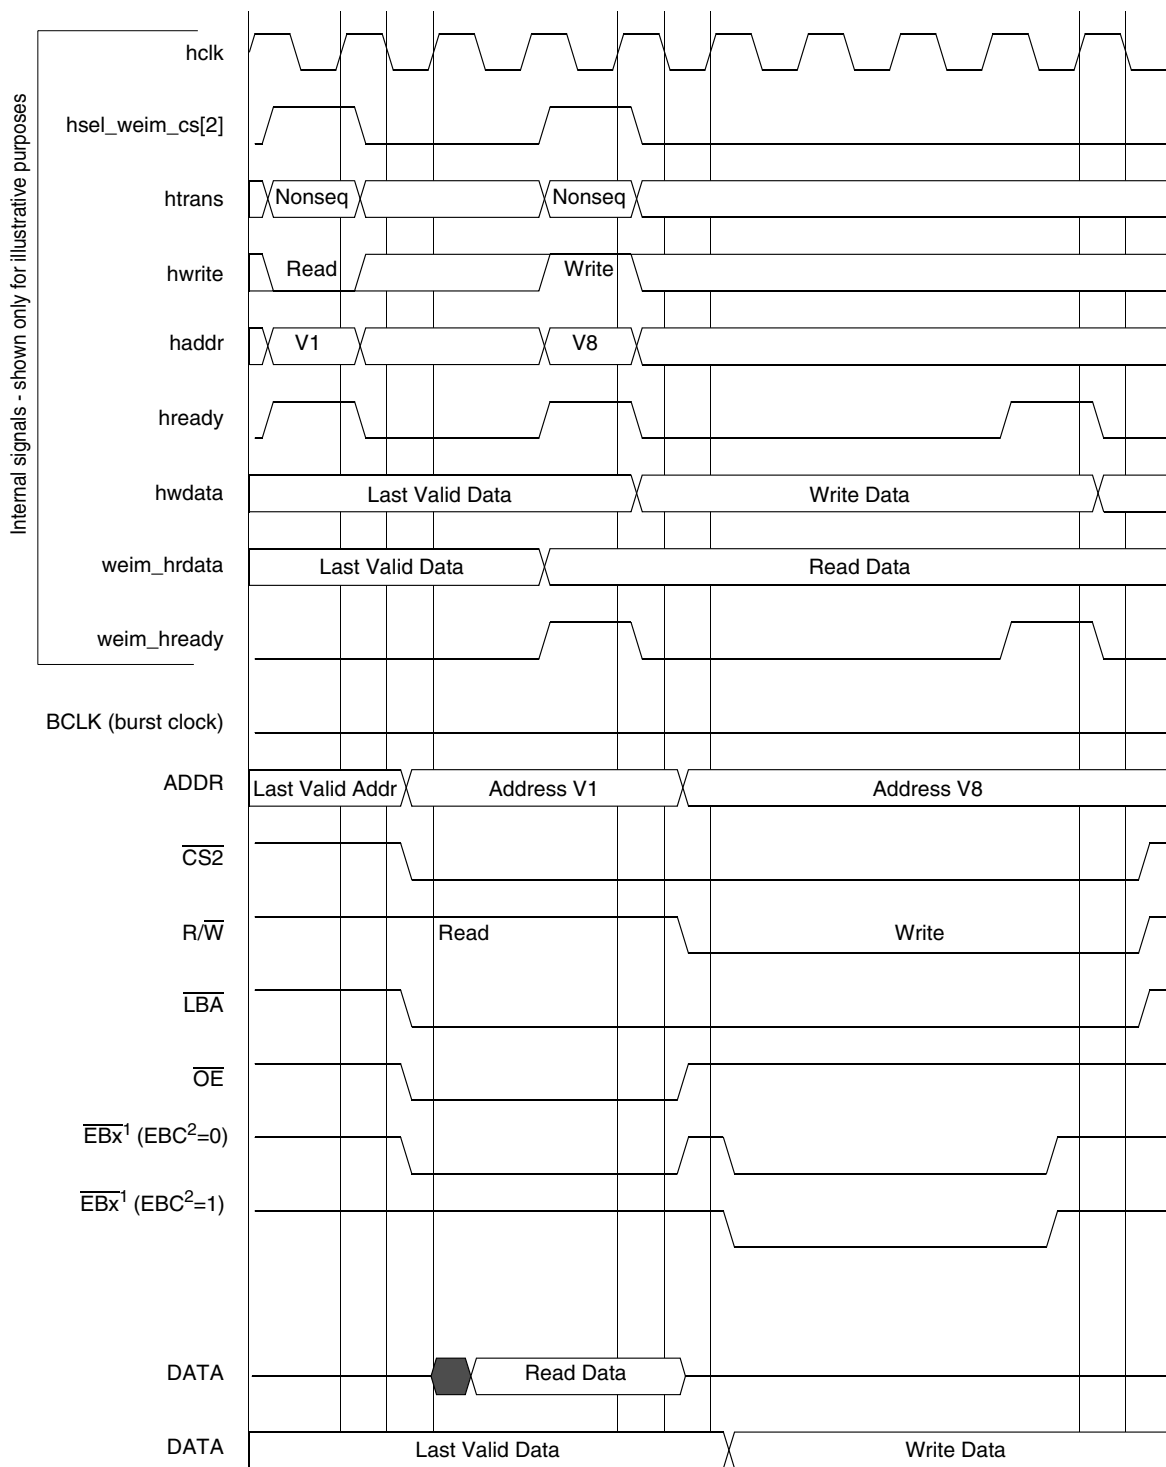 Internal signals - shown only for illustrative purposes
hclk
hsel_weim_cs[2]
htrans Nonseq Nonseq
hwrite Read Write
haddr V1 V8
hready
hwdata Last Valid Data Write Data
weim_hrdata Last Valid Data Read Data
weim_hready
BCLK (burst clock)
ADDR Last Valid Addr Address V1 Address V8
CS2
R/W Read Write
LBA
OE
EBx1 (EBC2=0)
EBx1 (EBC2=1)
DATA Read Data
DATA Last Valid Data Write Data